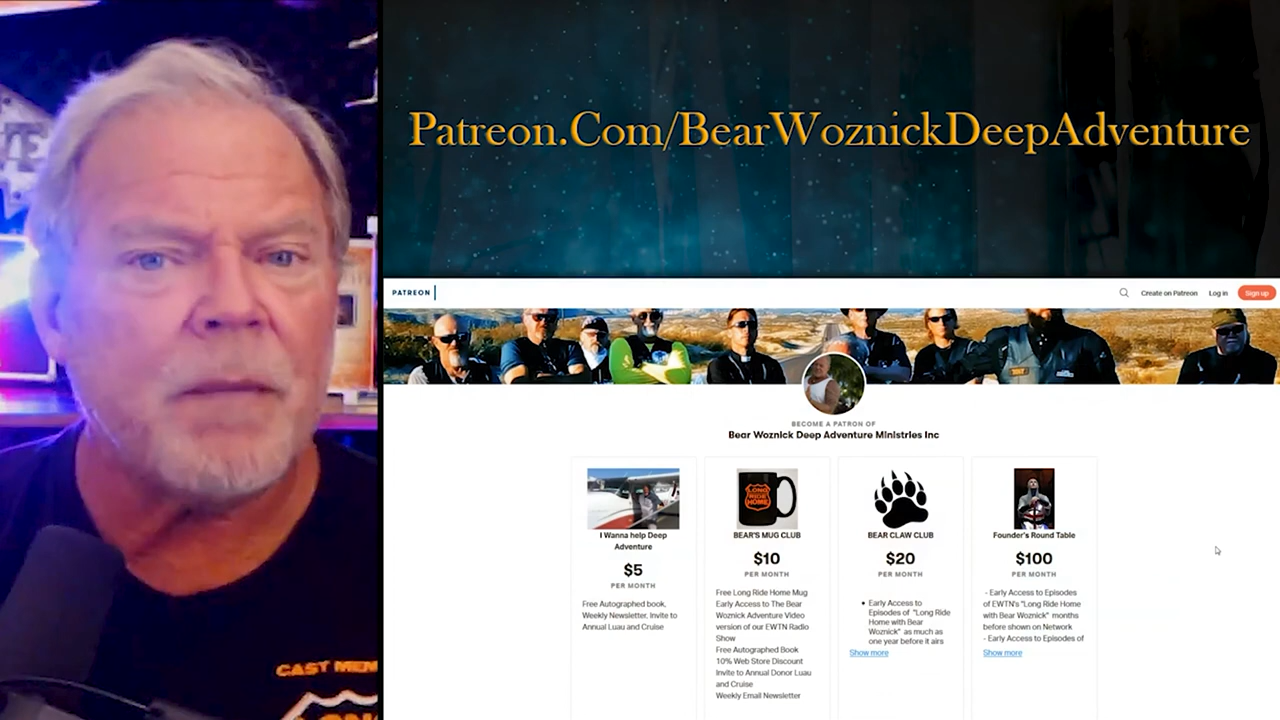 Patreon.Com/BearWoznickDeepAdventure
PATREON
Create on Patreon
Log in
Sign up
BECOME A PATRON OF
Bear Woznick Deep Adventure Ministries Inc
I Wanna help Deep
Adventure
$5
PER MONTH
Free Autographed book,
Weekly Newsletter, Invite to
Annual Luau and Cruise
LONG
RIDE
HOME
BEAR'S MUG CLUB
$10
PER MONTH
Free Long Ride Home Mug
Early Access to The Bear
Woznick Adventure Video
version of our EWTN Radio
Show
Free Autographed Book
10% Web Store Discount
Invite to Annual Donor Luau
and Cruise
Weekly Email Newsletter
BEAR CLAW CLUB
$20
PER MONTH
• Early Access to
Episodes of "Long Ride
Home with Bear
Woznick" as much as
one year before it airs
Show more
Founder's Round Table
$100
PER MONTH
- Early Access to Episodes
of EWTN's "Long Ride Home
with Bear Woznick" months
before shown on Network
- Early Access to Episodes of
Show more
CAST MEM